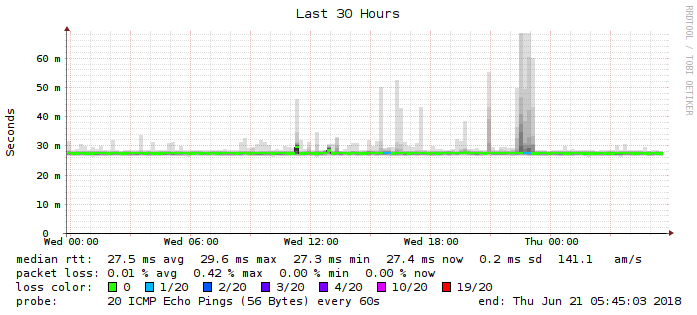 Last 30 Hours
RRDTOOL / TOBI OETIKER
Seconds
60 m
50 m
40 m
30 m
20 m
10 m
0
Wed 00:00 Wed 06:00 Wed 12:00 Wed 18:00 Thu 00:00
median rtt: 27.5 ms avg 29.6 ms max 27.3 ms min 27.4 ms now 0.2 ms sd 141.1 am/s
packet loss: 0.01 % avg 0.42 % max 0.00 % min 0.00 % now
loss color: 0 1/20 2/20 3/20 4/20 10/20 19/20
probe: 20 ICMP Echo Pings (56 Bytes) every 60s end: Thu Jun 21 05:45:03 2018